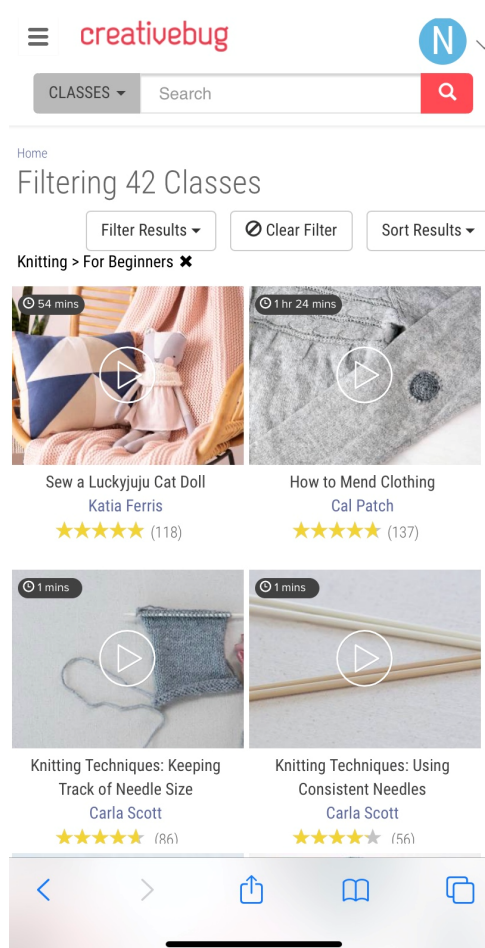 creativebug
N
CLASSES
Search
Home
Filtering 42 Classes
Filter Results
Clear Filter
Sort Results
Knitting > For Beginners ✖
54 mins
1 hr 24 mins
Sew a Luckyjuju Cat Doll
Katia Ferris
(118)
How to Mend Clothing
Cal Patch
(137)
1 mins
1 mins
Knitting Techniques: Keeping
Track of Needle Size
Carla Scott
(86)
Knitting Techniques: Using
Consistent Needles
Carla Scott
(56)